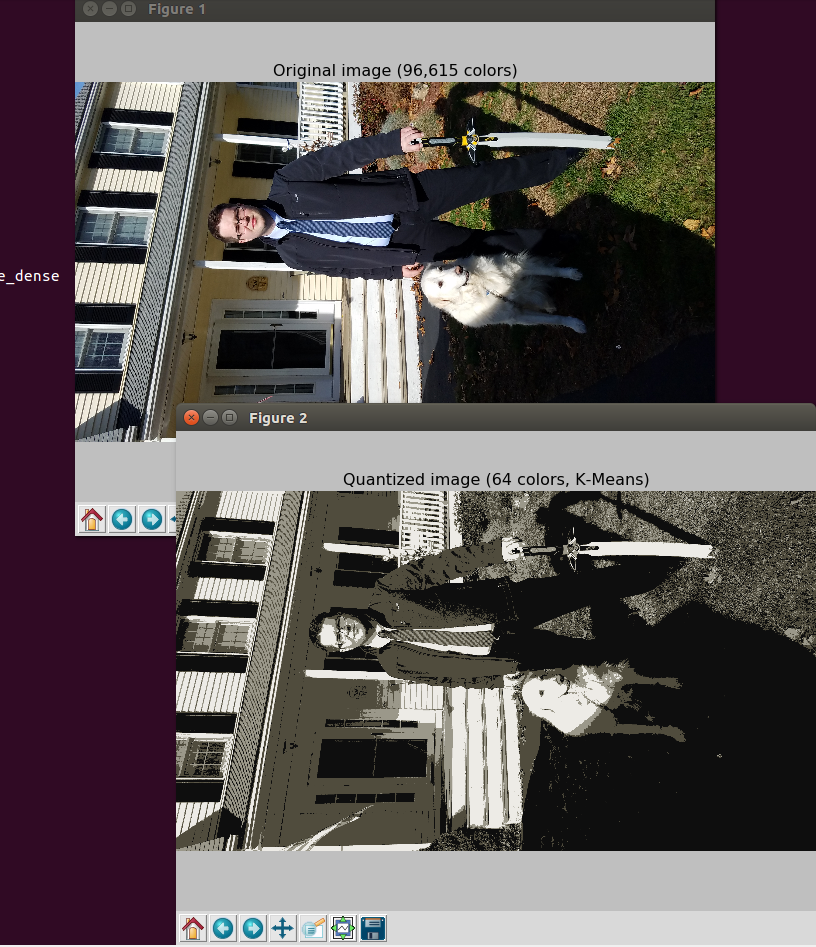 Figure 1
Original image (96,615 colors)
e_dense
Figure 2
Quantized image (64 colors, K-Means)